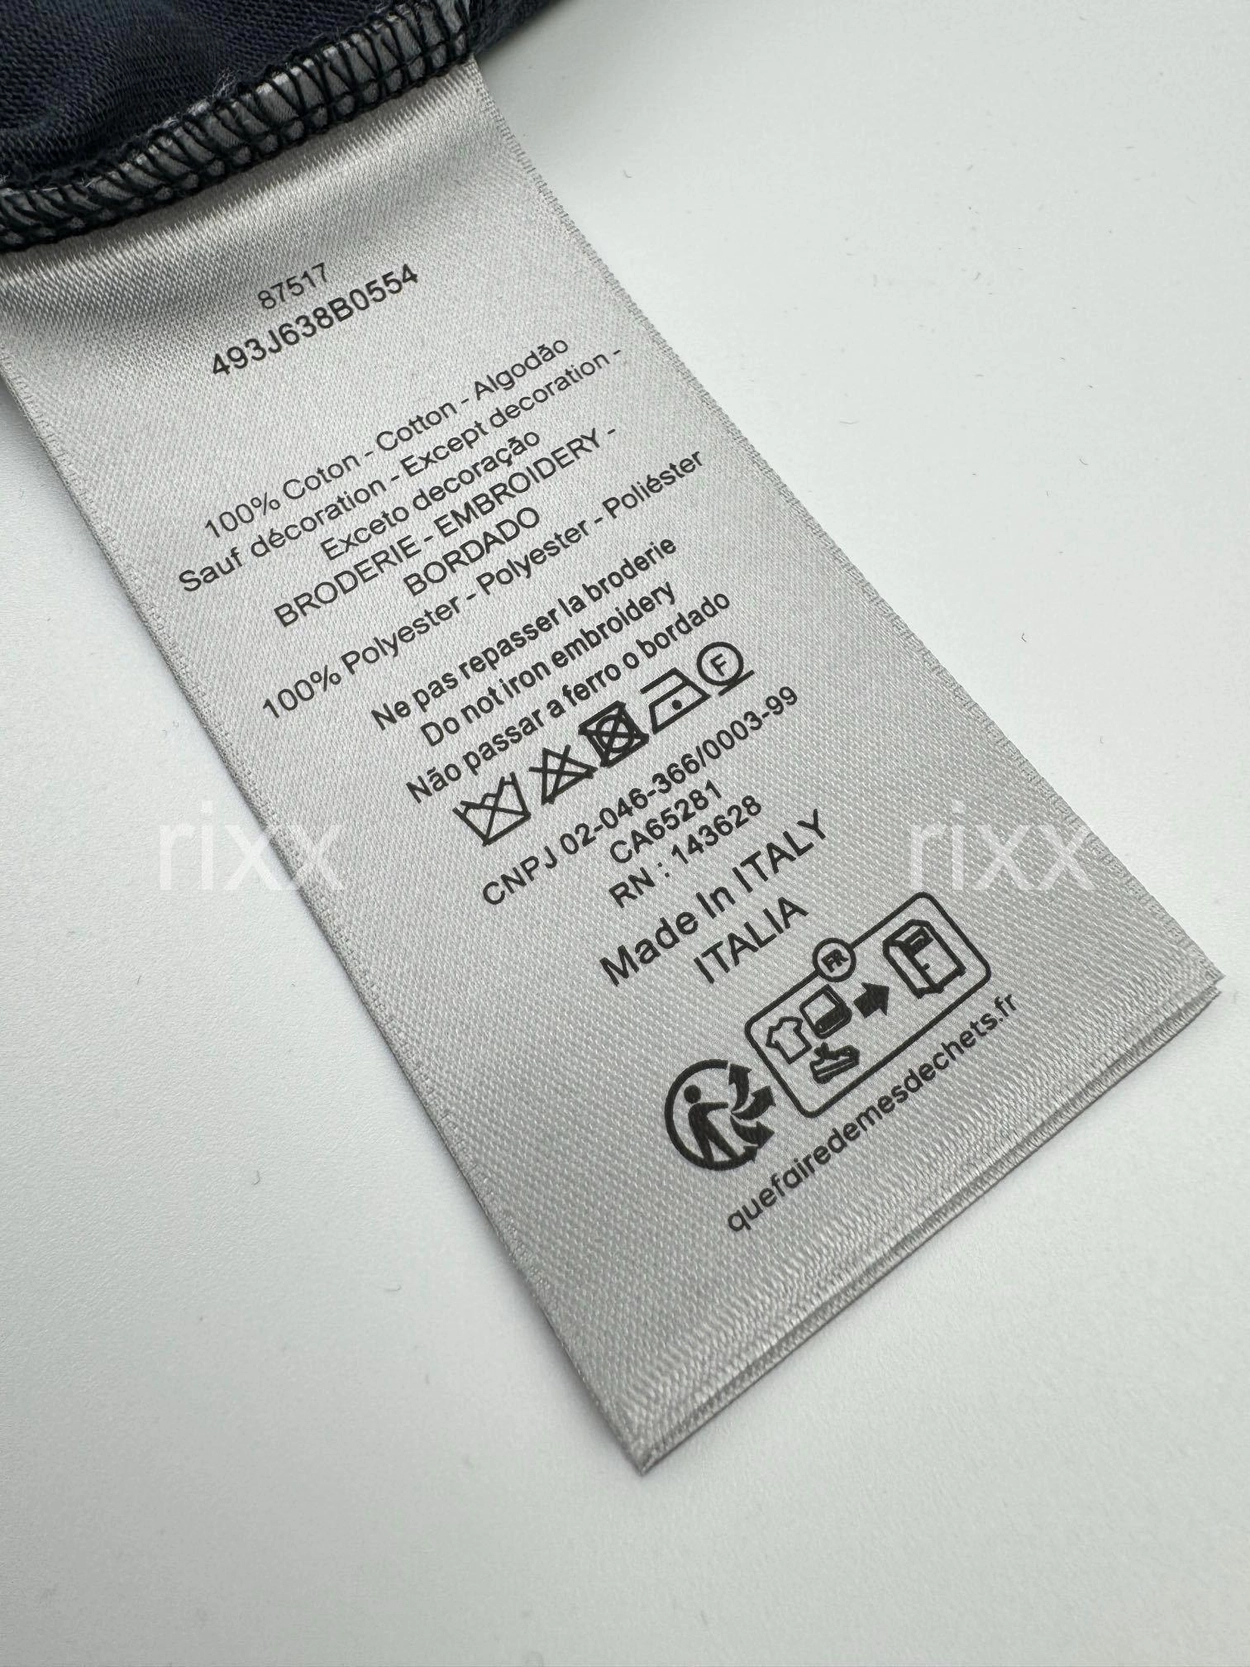 87517
493J638B0554
100% Coton - Cotton - Algodão
Sauf décoration - Except decoration -
Exceto decoração
BRODERIE - EMBROIDERY -
BORDADO
100% Polyester - Polyester - Poliéster
Ne pas repasser la broderie
Do not iron embroidery
Não passar a ferro o bordado
F
CNPJ 02-046-366/0003-99
CA65281
RN : 143628
Made In ITALY
ITALIA
FR
quefairedemesdechets.fr
rixx
rixx